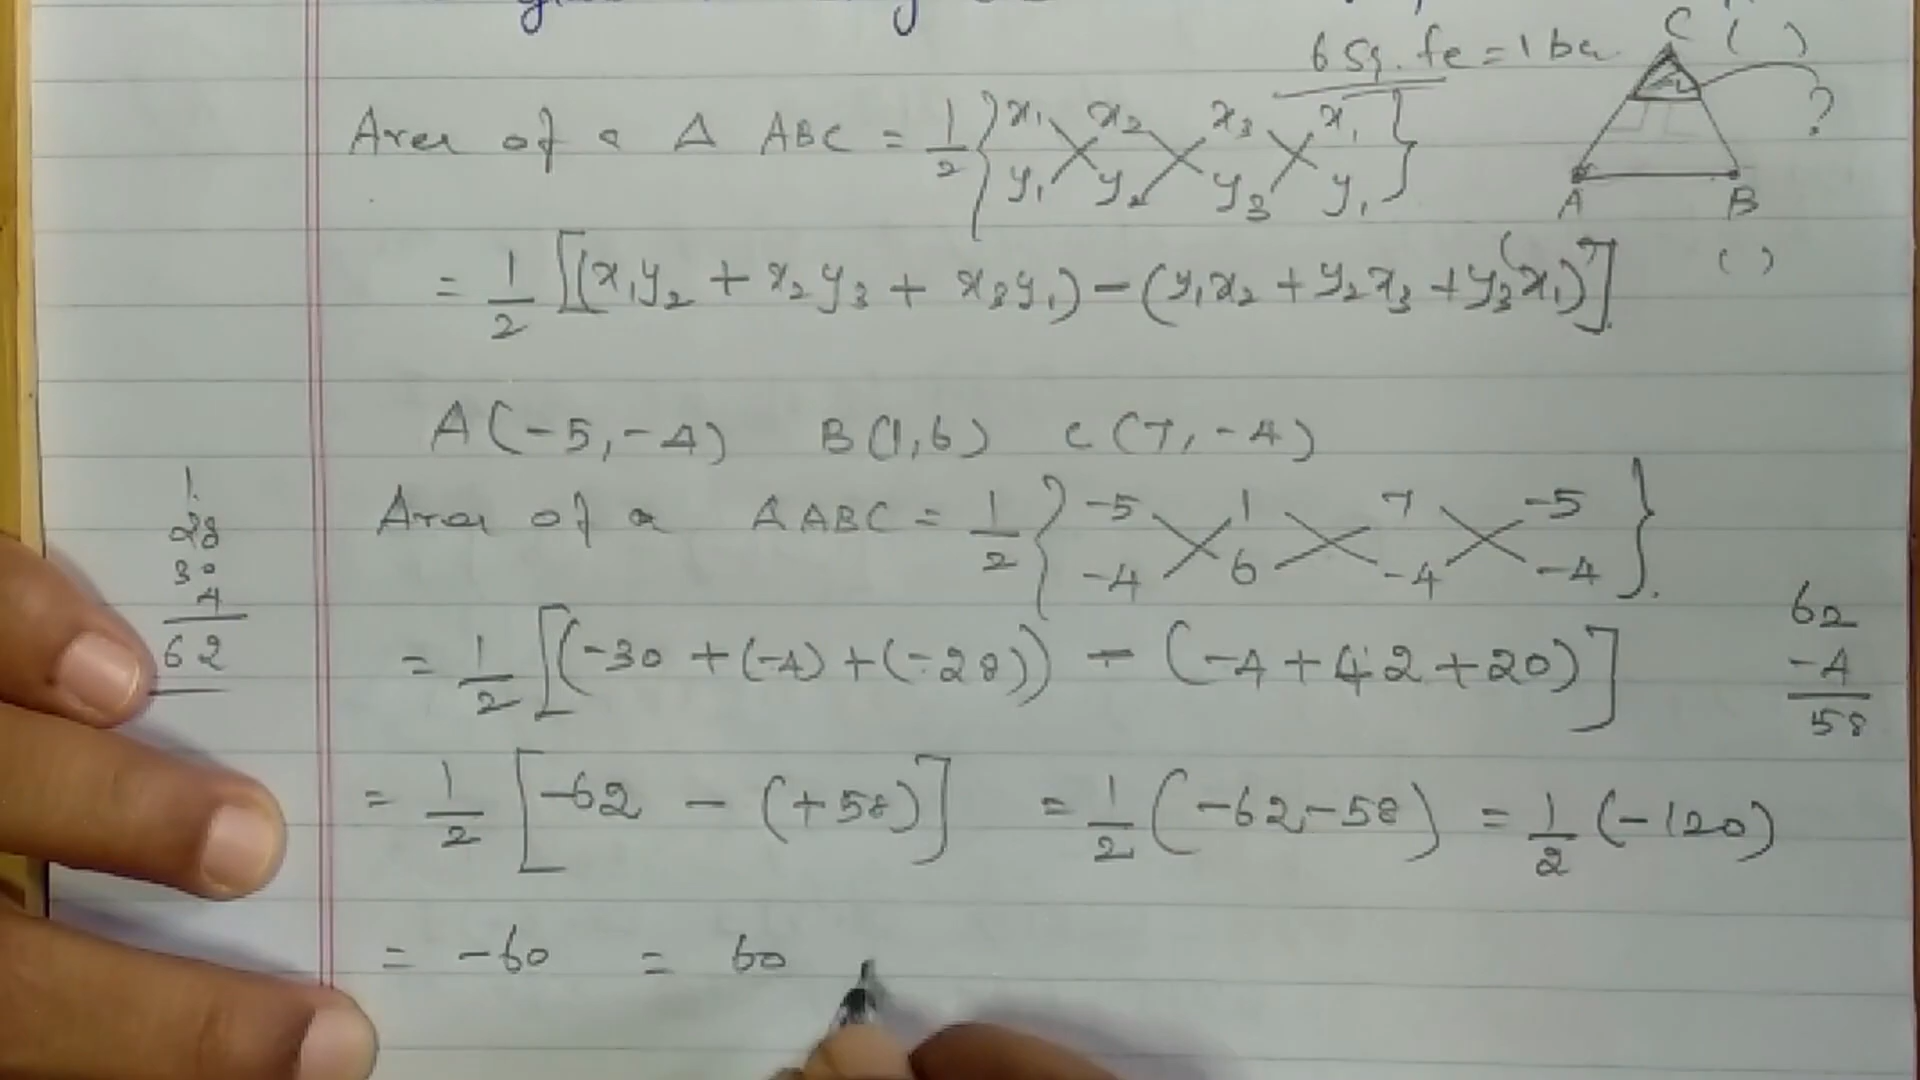 6 Sq. fe = 1 ba
C ( )
?
Area of a Δ ABC = 1/2 { x₁ x₂ x₃ x₁
y₁ y₂ y₃ y₁ }
A B
( ) ( )
= 1/2 [(x₁y₂ + x₂y₃ + x₃y₁) - (y₁x₂ + y₂x₃ + y₃x₁)]
A(-5,-4) B(1,6) C(7,-4)
Area of a ΔABC = 1/2 { -5 1 7 -5
-4 6 -4 -4 }.
1
28
30
4
62
= 1/2 [(-30 + (-4) + (-28)) - (-4 + 42 + 20)]
62
-4
58
= 1/2 [-62 - (+58)] = 1/2 (-62-58) = 1/2 (-120)
= -60 = 60